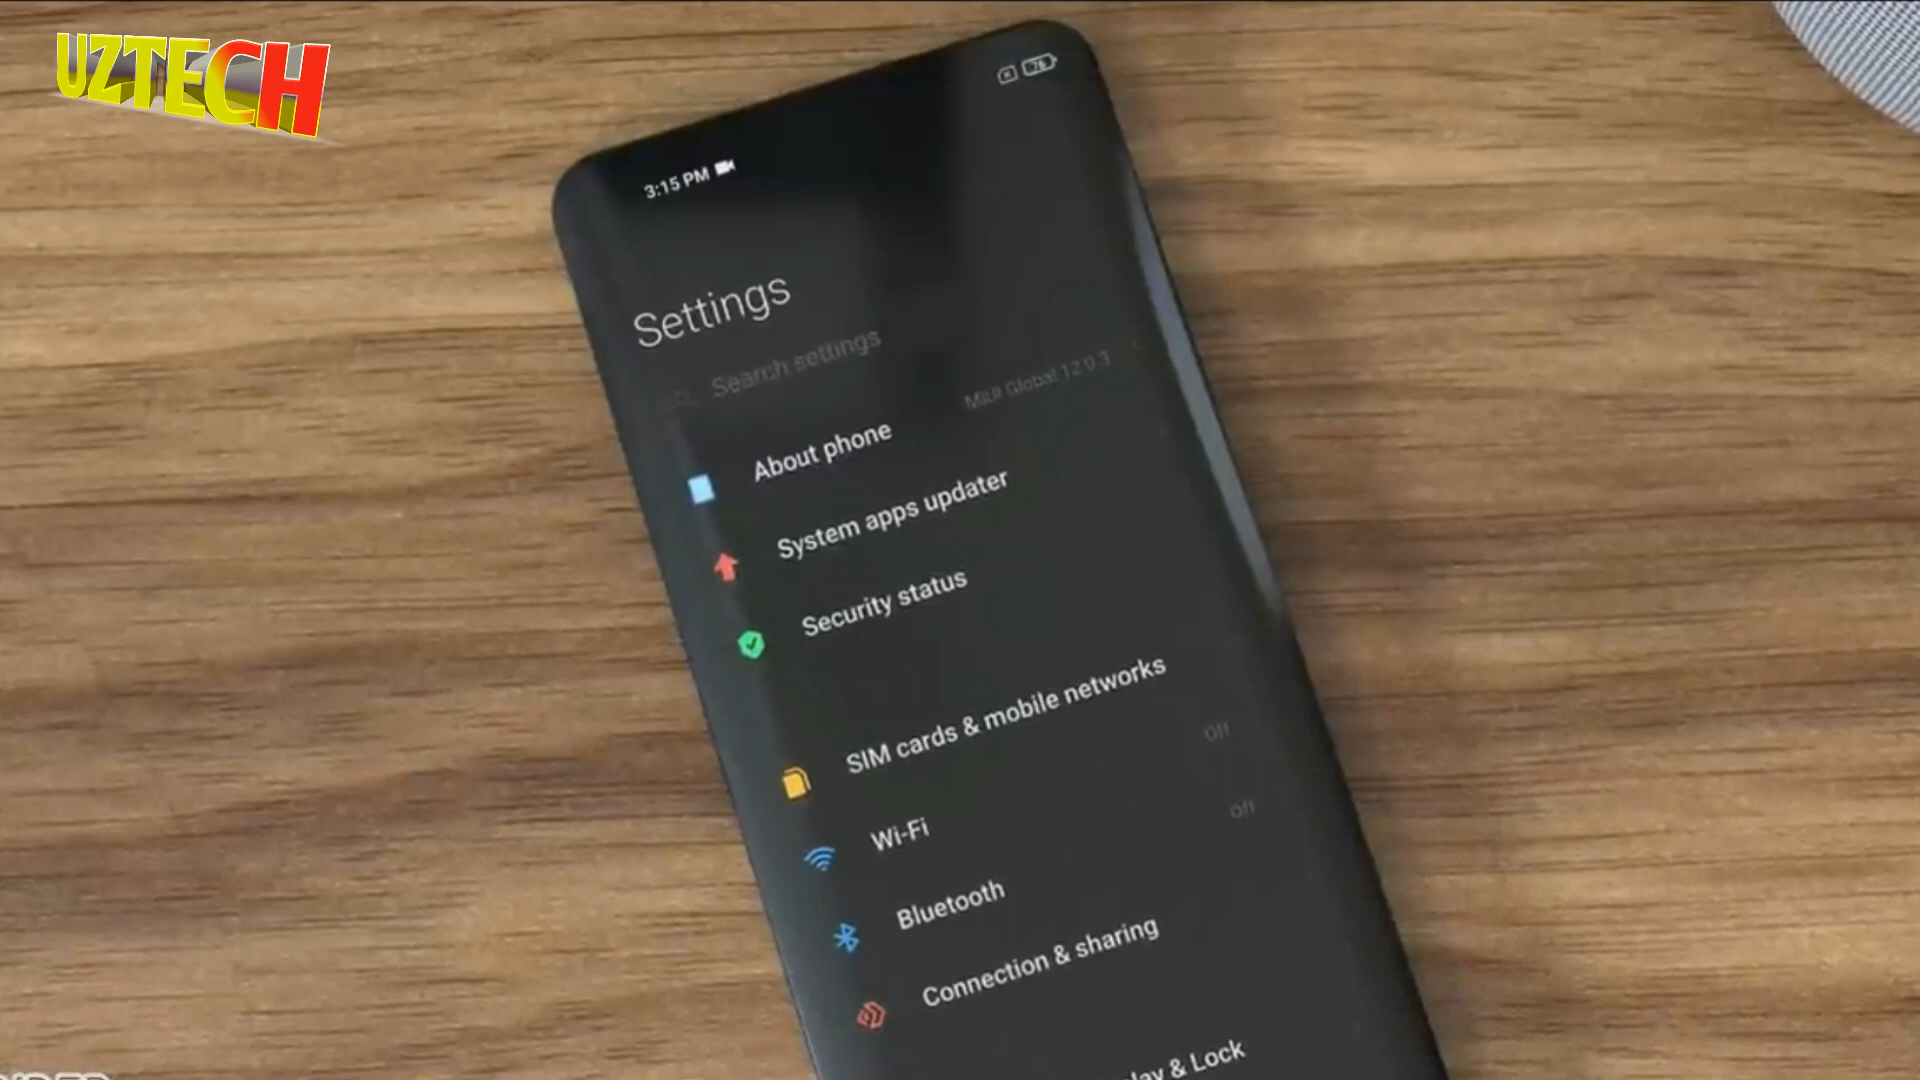 UZTECH
76
3:15 PM
Settings
Search settings
MIUI Global 12.0.3
About phone
System apps updater
Security status
SIM cards & mobile networks
Off
Wi-Fi
Off
Bluetooth
Connection & sharing
& Lock